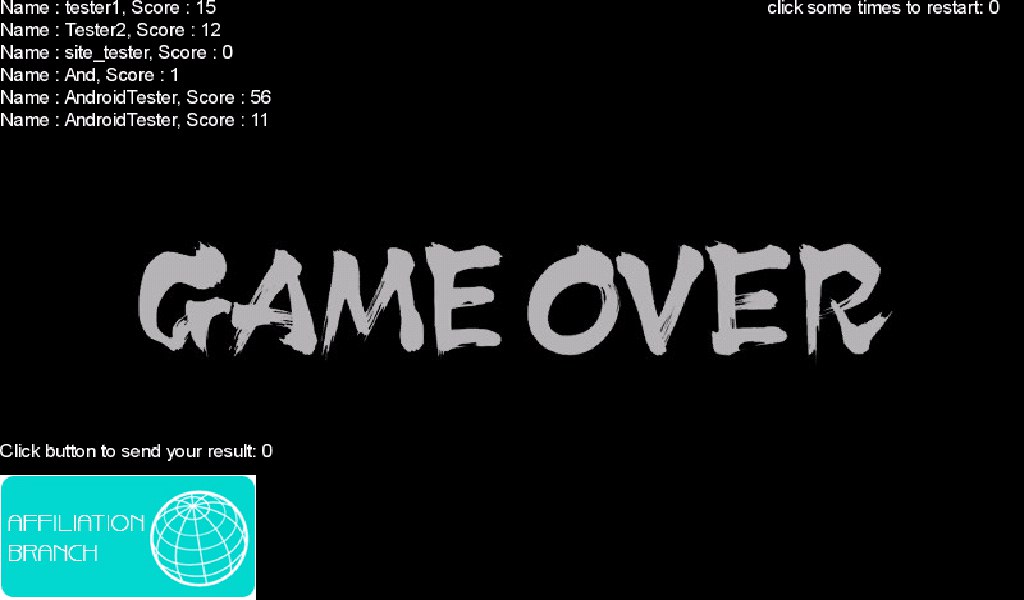 Name : tester1, Score : 15
click some times to restart: 0
Name : Tester2, Score : 12
Name : site_tester, Score : 0
Name : And, Score : 1
Name : AndroidTester, Score : 56
Name : AndroidTester, Score : 11
GAME OVER
Click button to send your result: 0
AFFILIATION
BRANCH